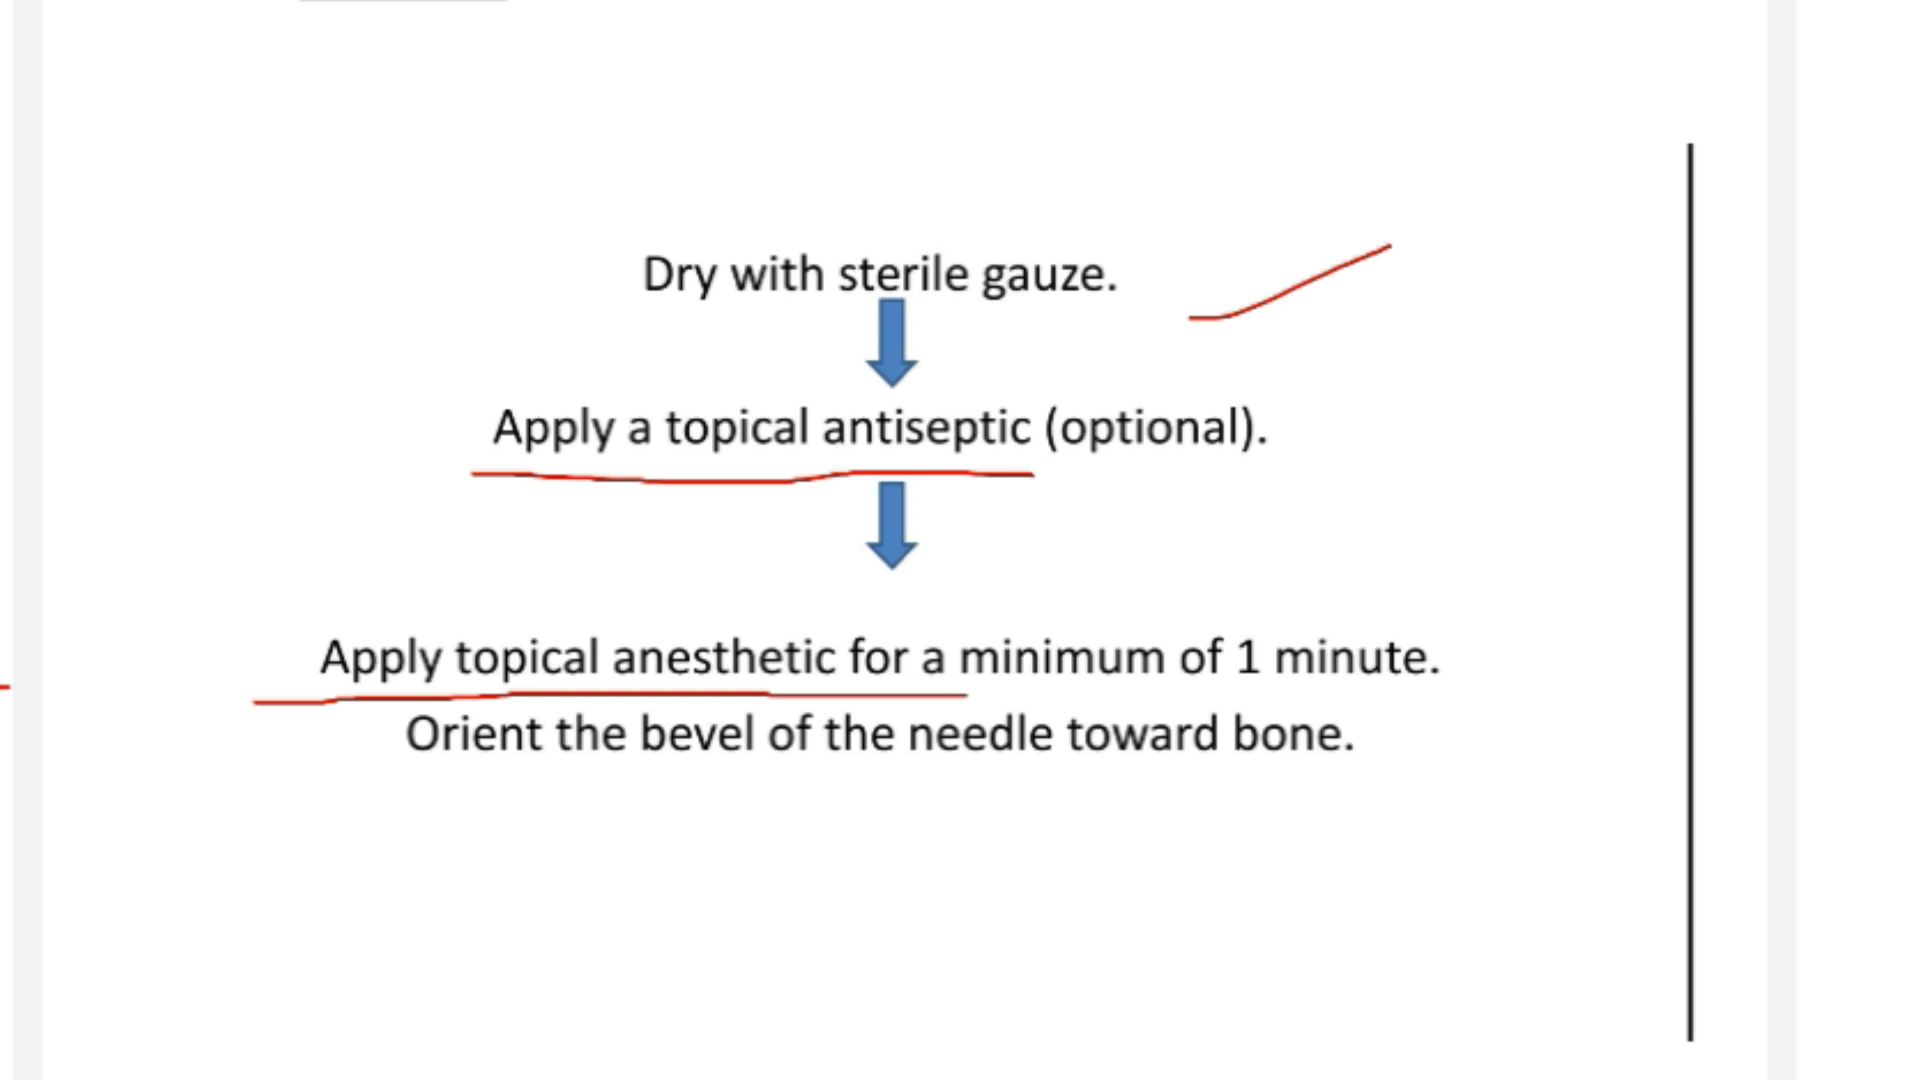 Dry with sterile gauze.
Apply a topical antiseptic (optional).
Apply topical anesthetic for a minimum of 1 minute.
Orient the bevel of the needle toward bone.